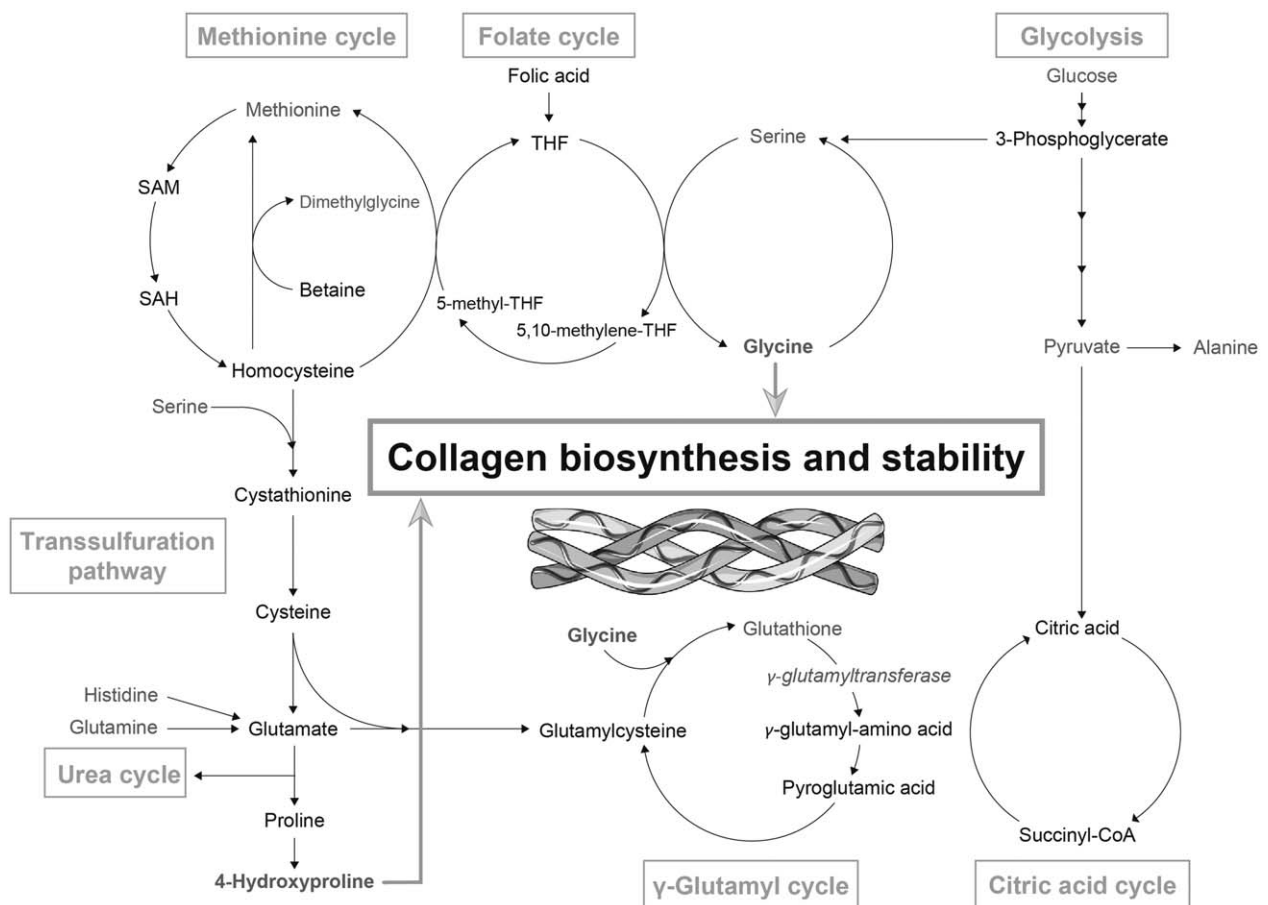 Methionine cycle
Folate cycle
Glycolysis
Folic acid
Glucose
Methionine
THF
Serine
3-Phosphoglycerate
SAM
Dimethylglycine
SAH
Betaine
5-methyl-THF
5,10-methylene-THF
Homocysteine
Glycine
Pyruvate
Alanine
Serine
Collagen biosynthesis and stability
Cystathionine
Transsulfuration
pathway
Cysteine
Glycine
Glutathione
Citric acid
γ-glutamyltransferase
Histidine
Glutamine
Glutamate
Glutamylcysteine
γ-glutamyl-amino acid
Urea cycle
Pyroglutamic acid
Proline
Succinyl-CoA
4-Hydroxyproline
γ-Glutamyl cycle
Citric acid cycle